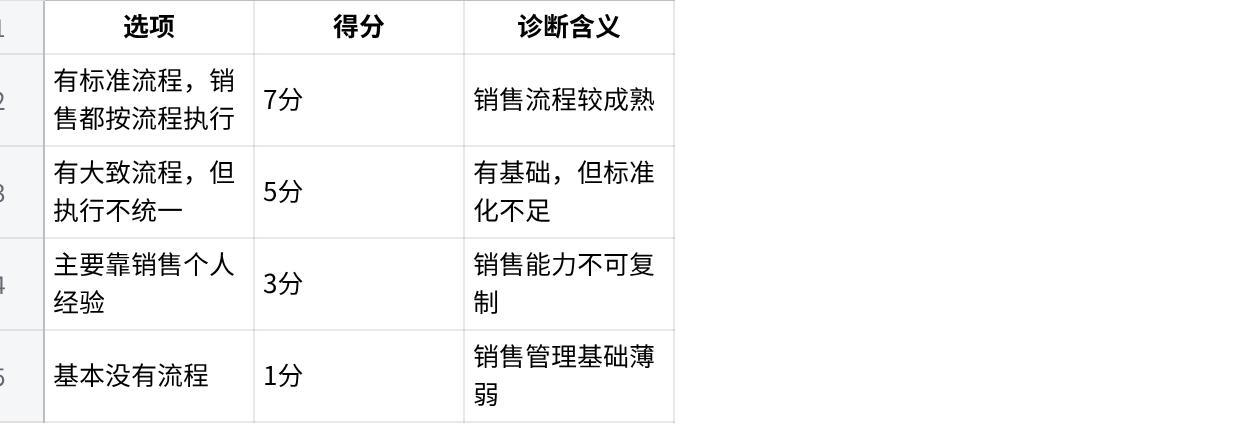 选项 得分 诊断含义
有标准流程，销
售都按流程执行
7分
销售流程较成熟
有大致流程，但
执行不统一
5分
有基础，但标准
化不足
主要靠销售个人
经验
3分
销售能力不可复
制
基本没有流程
1分
销售管理基础薄
弱